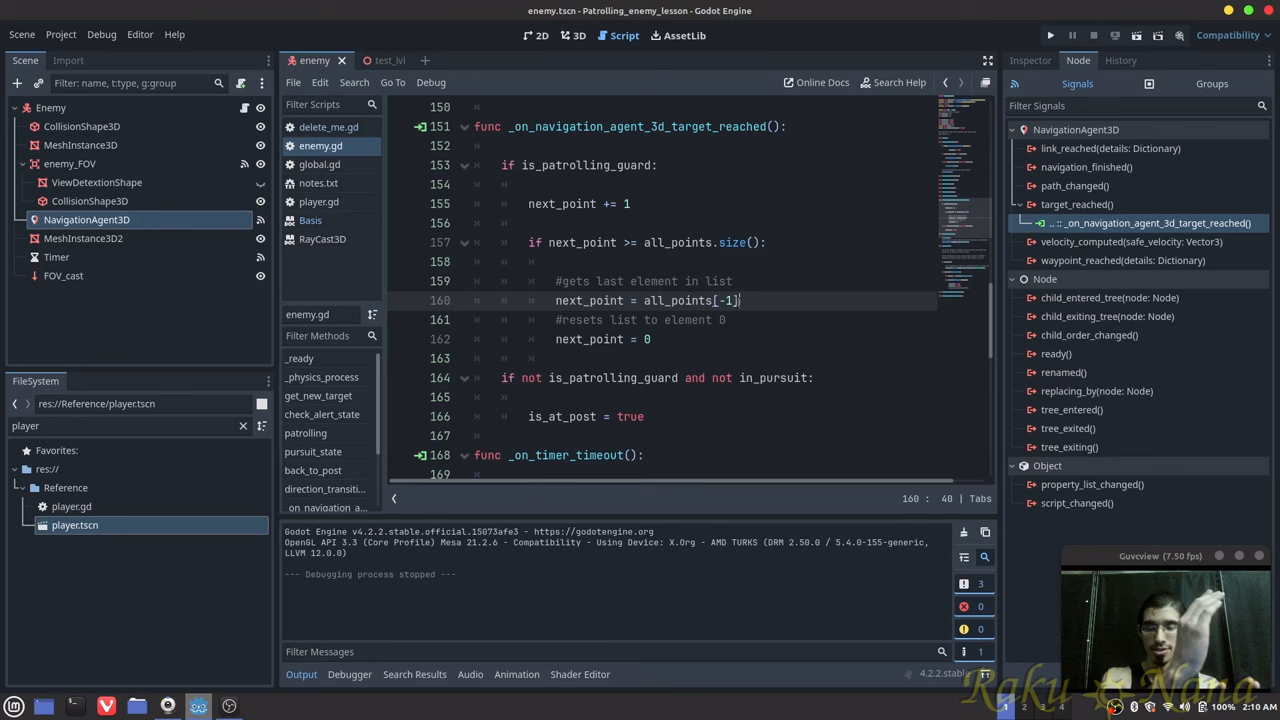 enemy.tscn - Patrolling_enemy_lesson - Godot Engine
Scene Project Debug Editor Help
2D 3D Script AssetLib
Compatibility
Scene Import
Filter: name, t:type, g:group
Enemy
CollisionShape3D
MeshInstance3D
enemy_FOV
ViewDetectionShape
CollisionShape3D
NavigationAgent3D
MeshInstance3D2
Timer
FOV_cast
FileSystem
res://Reference/player.tscn
player
Favorites:
res://
Reference
player.gd
player.tscn
enemy test_lvl
File Edit Search Go To Debug
Online Docs Search Help
Filter Scripts
delete_me.gd
enemy.gd
global.gd
notes.txt
player.gd
Basis
RayCast3D
enemy.gd
Filter Methods
_ready
_physics_process
get_new_target
check_alert_state
patrolling
pursuit_state
back_to_post
direction_transiti...
150
151 func _on_navigation_agent_3d_target_reached():
152
153 if patrolling_guard:
154
155 next_point += 1
156
157 if next_point >= all_points.size():
158
159 #gets last element in list
160 next_point = all_points[-1]
161 #resets list to element 0
162 next_point = 0
163
164 if not is_patrolling_guard and not in_pursuit:
165
166 is_at_post = true
167
168 func _on_timer_timeout():
169
160 : 40 | Tabs
Godot Engine v4.2.2.stable.official.15073afe3 - https://godotengine.org
OpenGL API 3.3 (Core Profile) Mesa 21.2.6 - Compatibility - Using Device: X.Org - AMD TURKS (DRM 2.50.0 / 5.4.0-155-generic,
LLVM 12.0.0)
--- Debugging process stopped ---
3
0
0
1
Filter Messages
Output Debugger Search Results Audio Animation Shader Editor
4.2.2.stable
Inspector Node History
Signals Groups
Filter Signals
NavigationAgent3D
link_reached(details: Dictionary)
navigation_finished()
path_changed()
target_reached()
.. :: _on_navigation_agent_3d_target_reached()
velocity_computed(safe_velocity: Vector3)
waypoint_reached(details: Dictionary)
Node
child_entered_tree(node: Node)
child_exiting_tree(node: Node)
child_order_changed()
ready()
renamed()
replacing_by(node: Node)
tree_entered()
tree_exited()
tree_exiting()
Object
property_list_changed()
script_changed()
Guvcview (7.50 fps)
1 2 3 4
100% 2:10 AM